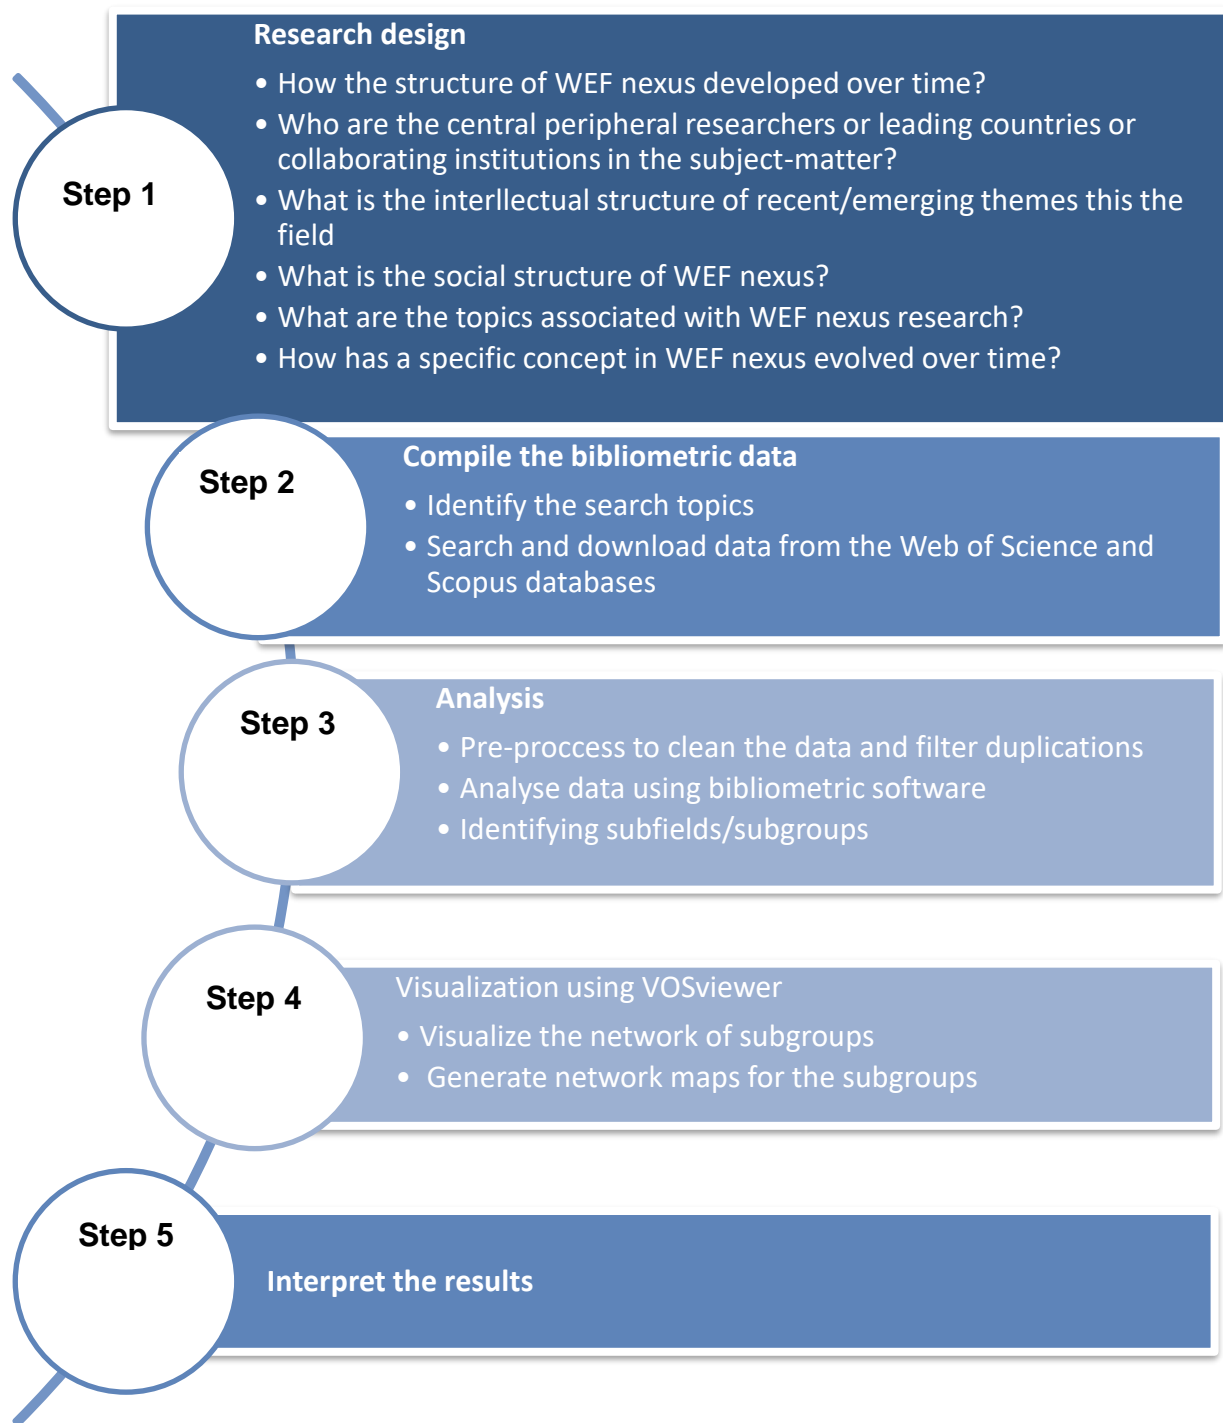 Research design
• How the structure of WEF nexus developed over time?
• Who are the central peripheral researchers or leading countries or
collaborating institutions in the subject-matter?
• What is the interllectual structure of recent/emerging themes this the
field
• What is the social structure of WEF nexus?
• What are the topics associated with WEF nexus research?
• How has a specific concept in WEF nexus evolved over time?
Step 1
Compile the bibliometric data
• Identify the search topics
• Search and download data from the Web of Science and
Scopus databases
Step 2
Analysis
• Pre-proccess to clean the data and filter duplications
• Analyse data using bibliometric software
• Identifying subfields/subgroups
Step 3
Visualization using VOSviewer
• Visualize the network of subgroups
• Generate network maps for the subgroups
Step 4
Interpret the results
Step 5